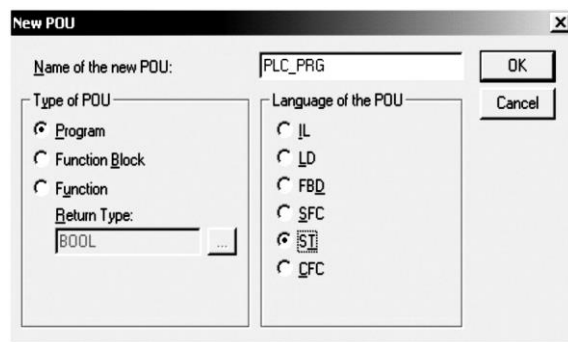 New POU
Name of the new POU:
PLC_PRG
OK
Cancel
Type of POU
Program
Function Block
Function
Return Type:
BOOL
...
Language of the POU
IL
LD
FBD
SFC
ST
CFC